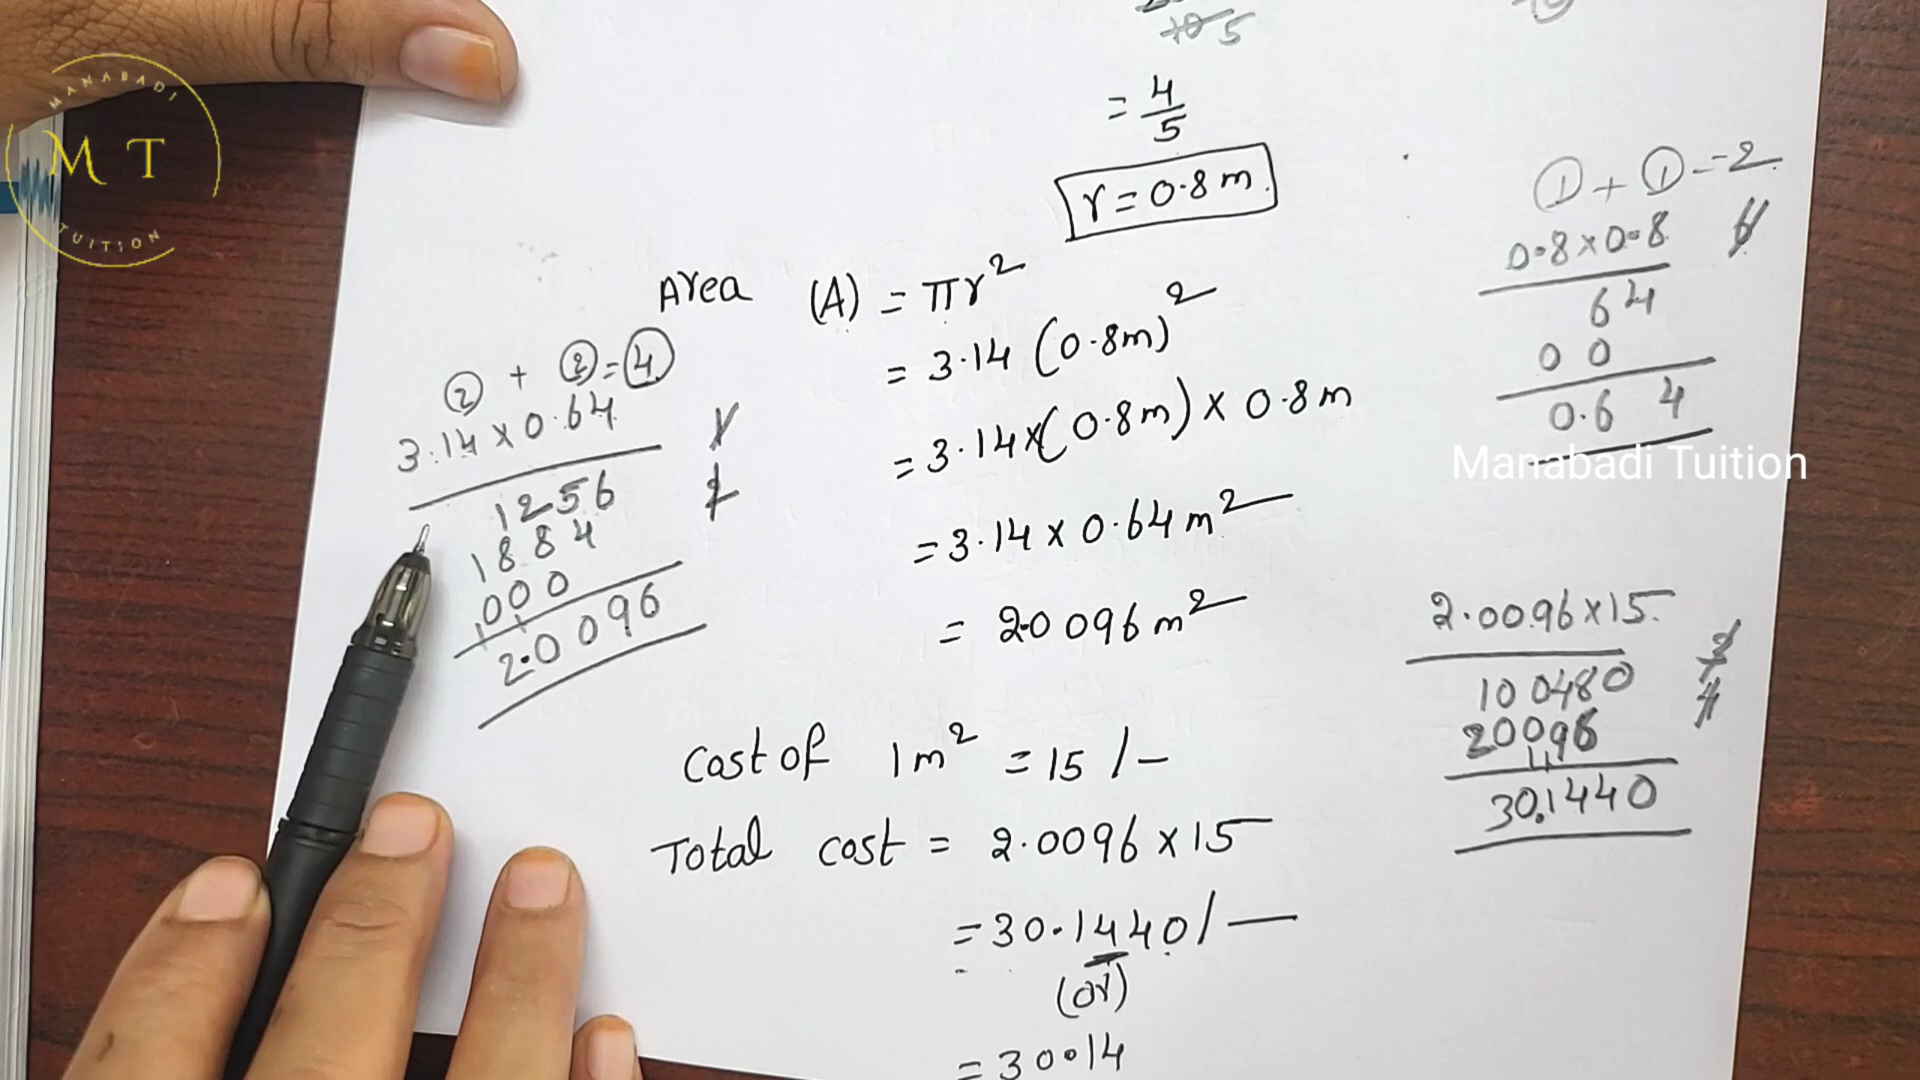 MANABADI
M T
TUITION
10 5
= 4/5
r = 0.8 m.
Area (A) = πr²
= 3.14 (0.8m)²
= 3.14×(0.8m) × 0.8m
= 3.14 × 0.64 m²
= 2.0096 m²
Cost of 1m² = 15 /-
Total cost = 2.0096 × 15
= 30.1440/-
(or)
= 30.14
② + ② = ④
3.14 × 0.64
1256
1884
000
2.0096
① + ① = 2
0.8 × 0.8
64
00
0.64
Manabadi Tuition
2.0096 × 15
100480
20096
30.1440